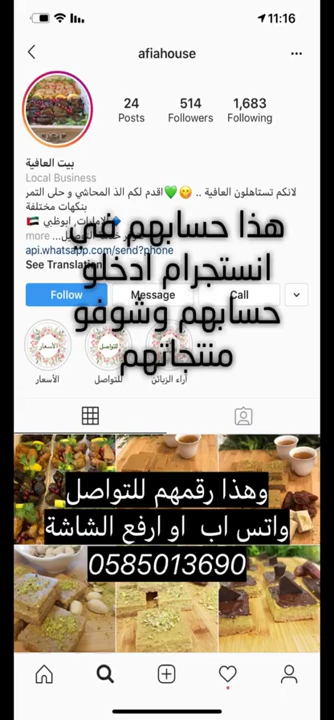 11:16
afiahouse
24
514
1,683
Posts
Followers
Following
بيت العافية
Local Business
لانكم تستاهلون العافية .. 😋💚 اقدم لكم الذ المحاشي و حلى التمر
بنكهات مختلفة
more ...
api.whatsapp.com/send?phone
See Translation
Follow
Message
Call
هذا حسابهم في
انستجرام ادخلو
حسابهم وشوفو
منتجاتهم
الأسعار
للتواصل
الأسعار
للتواصل
آراء الزبائن
وهذا رقمهم للتواصل
واتس اب او ارفع الشاشة
0585013690